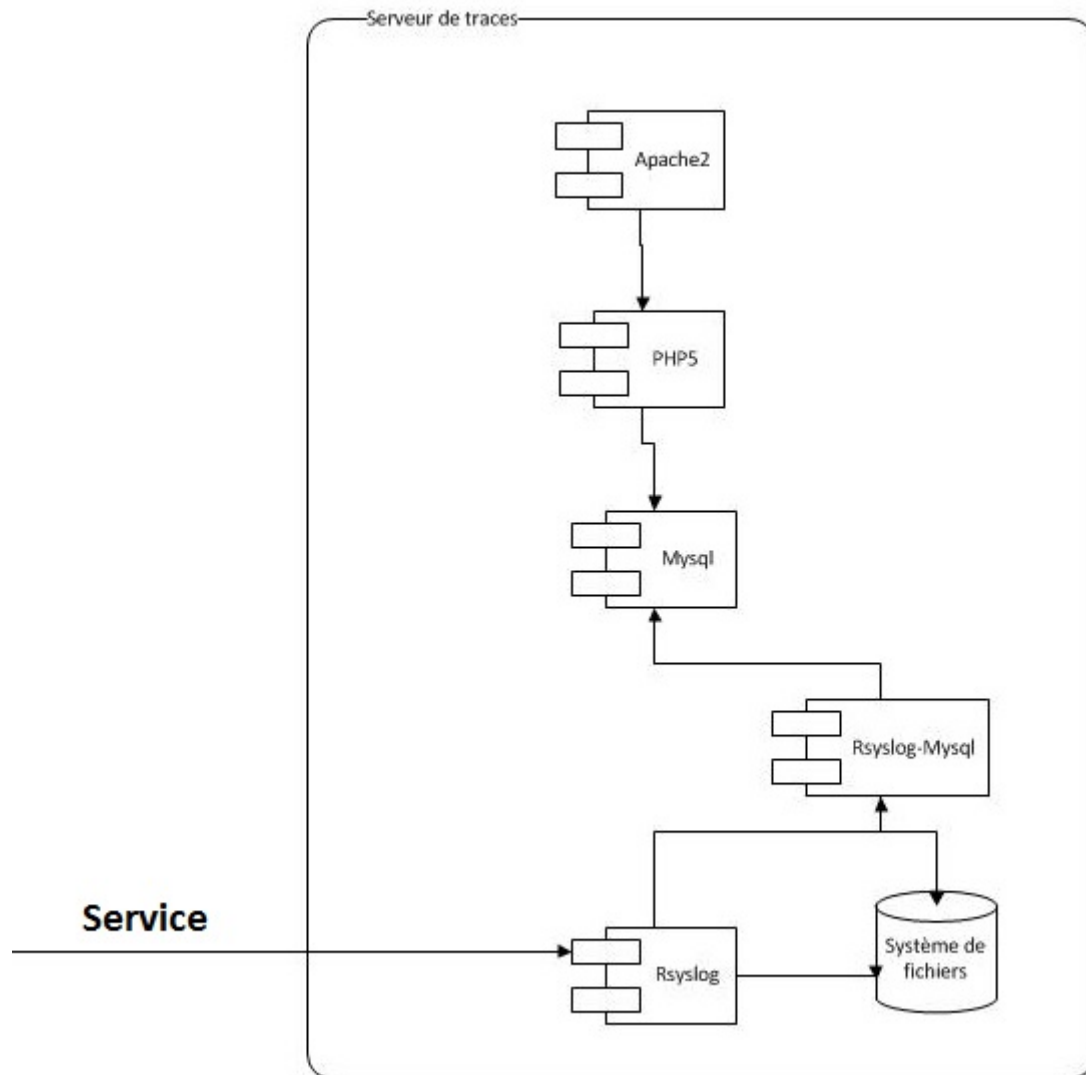 Serveur de traces
Apache2
PHP5
Mysql
Rsyslog-Mysql
Service
Rsyslog
Système de
fichiers